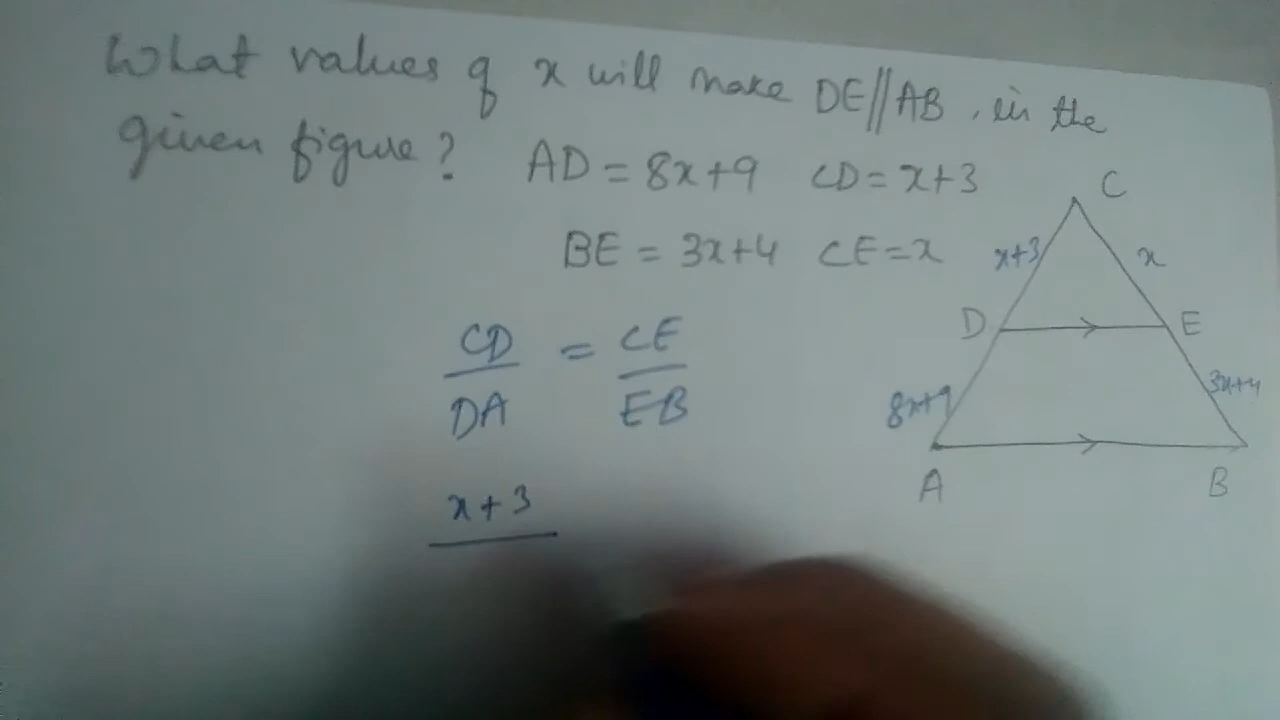 What values of x will make DE||AB, in the
given figure? AD = 8x+9 CD = x+3
BE = 3x+4 CE = x
C
x+3 x
D E
CD = CE
DA EB
8x+9 3x+4
A B
x+3